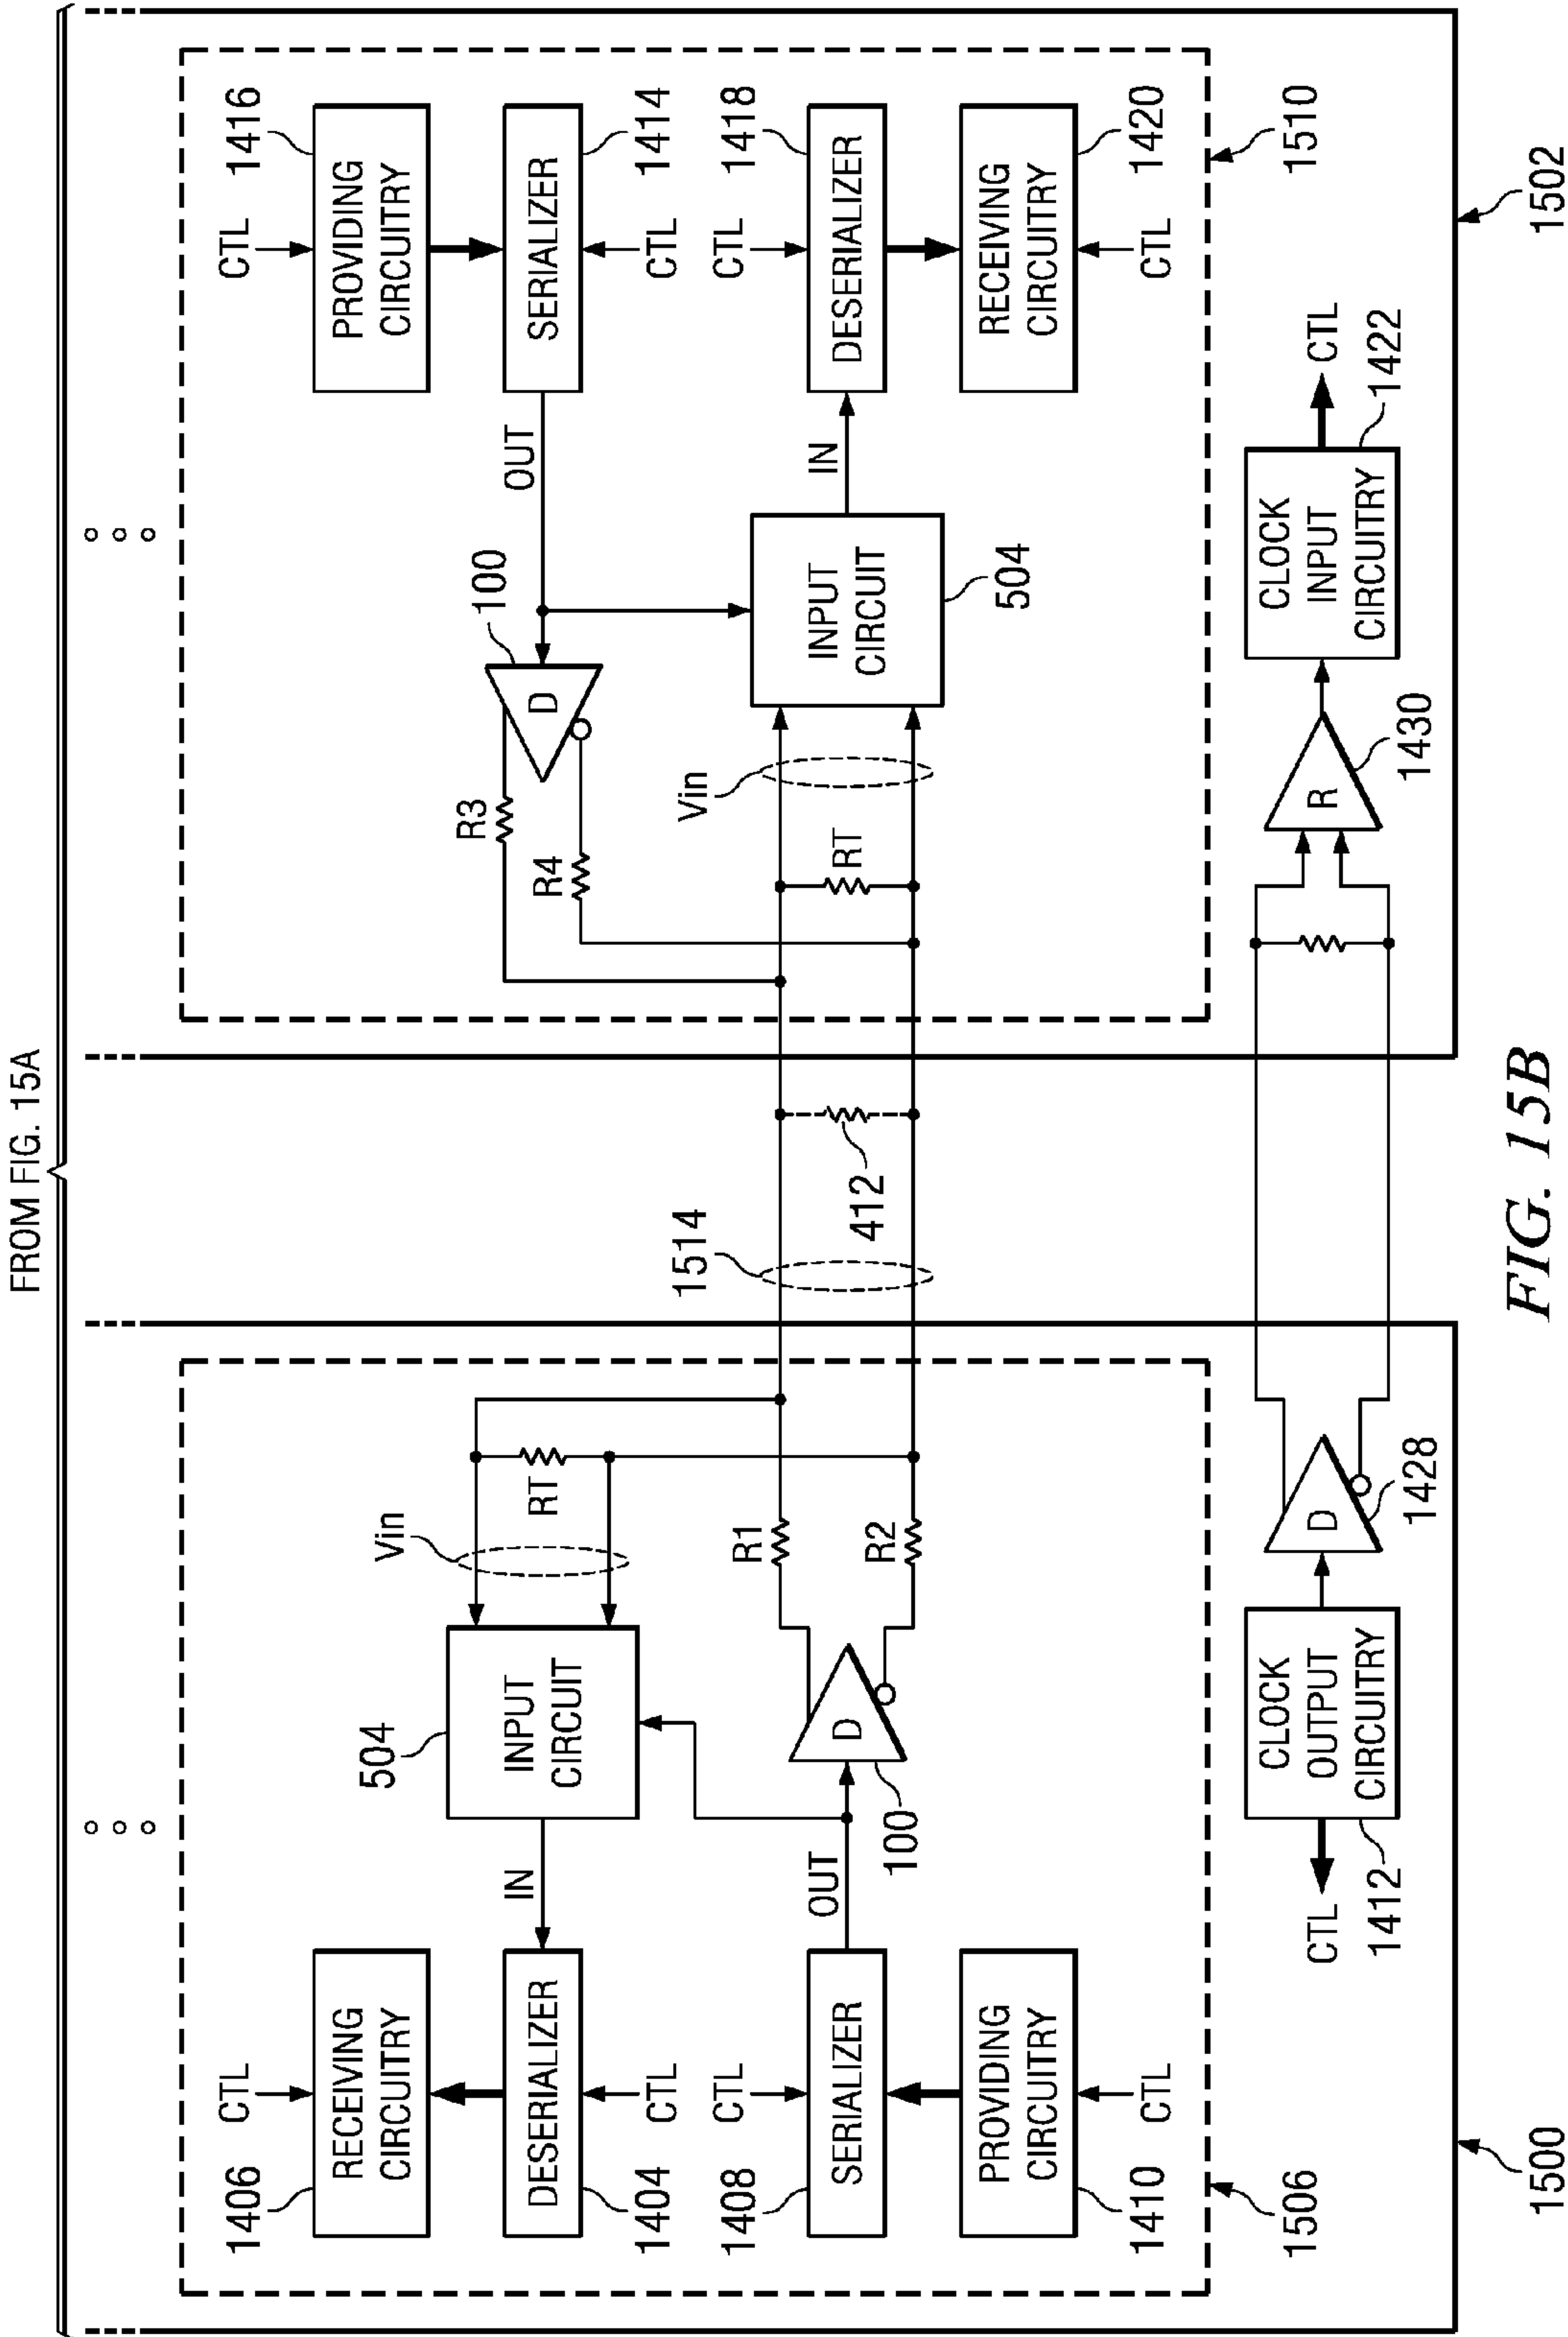 FROM FIG. 15A
1406
CTL
RECEIVING
CIRCUITRY
DESERIALIZER
1404
CTL
IN
504
INPUT
CIRCUIT
Vin
RT
1408
CTL
SERIALIZER
OUT
100
D
R1
R2
PROVIDING
CIRCUITRY
1410
CTL
1506
1514
412
CTL
1416
PROVIDING
CIRCUITRY
SERIALIZER
1414
CTL
OUT
100
D
R3
R4
Vin
RT
INPUT
CIRCUIT
504
IN
CTL
1418
DESERIALIZER
RECEIVING
CIRCUITRY
1420
CTL
1510
CTL
1412
CLOCK
OUTPUT
CIRCUITRY
D
1428
R
1430
CLOCK
INPUT
CIRCUITRY
CTL
1422
1500
1502
FIG. 15B